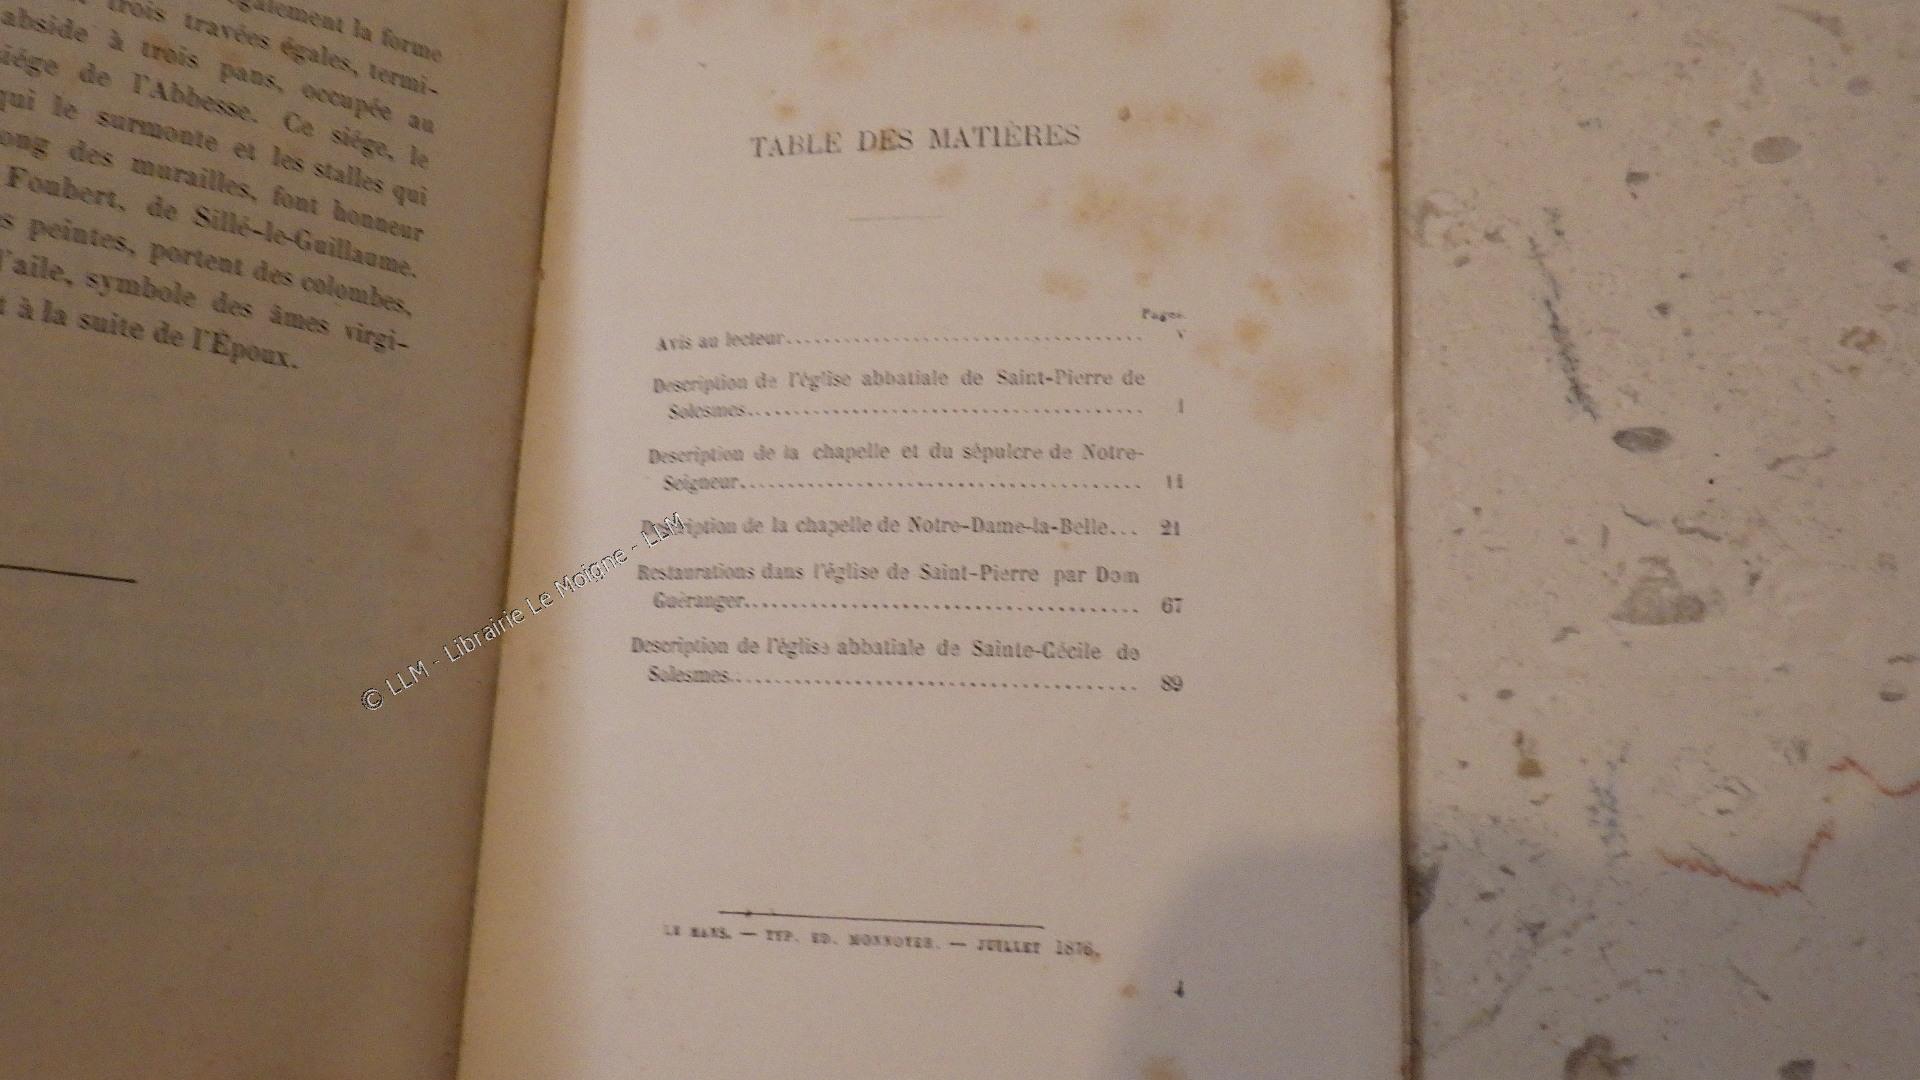 également la forme
trois travées égales, termi-
abside à trois pans, occupée au
siége de l'Abbesse. Ce siége, le
qui le surmonte et les stalles qui
long des murailles, font honneur
Foubert, de Sillé-le-Guillaume.
peintes, portent des colombes,
l'aile, symbole des âmes virgi-
à la suite de l'Époux.
TABLE DES MATIÈRES
Pages.
Avis au lecteur.................................... v
Description de l'église abbatiale de Saint-Pierre de
Solesmes....................................... 1
Description de la chapelle et du sépulcre de Notre-
Seigneur........................................ 11
Description de la chapelle de Notre-Dame-la-Belle... 21
Restaurations dans l'église de Saint-Pierre par Dom
Guéranger....................................... 67
Description de l'église abbatiale de Sainte-Cécile de
Solesmes........................................ 89
LE MANS. — TYP. ED. MONNOYER. — JUILLET 1876.
© LLM - Librairie Le Moigne - LLM